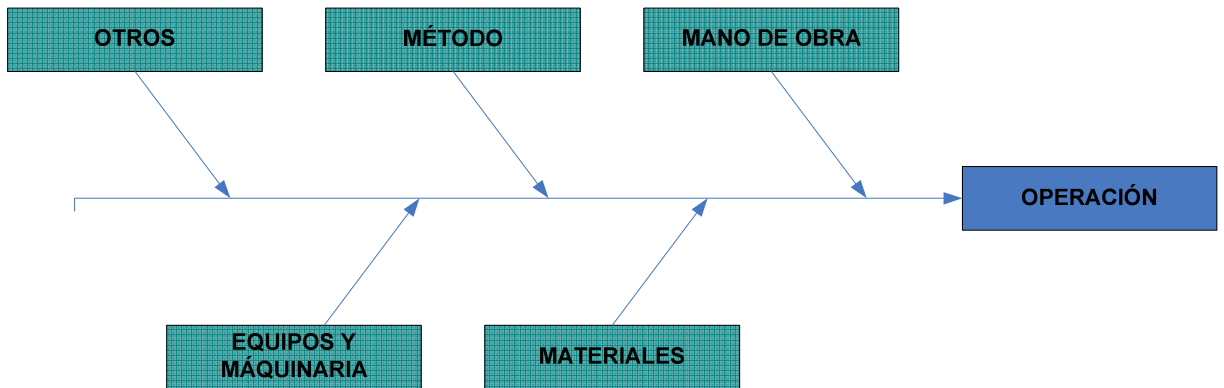 OTROS
MÉTODO
MANO DE OBRA
OPERACIÓN
EQUIPOS Y
MÁQUINARIA
MATERIALES